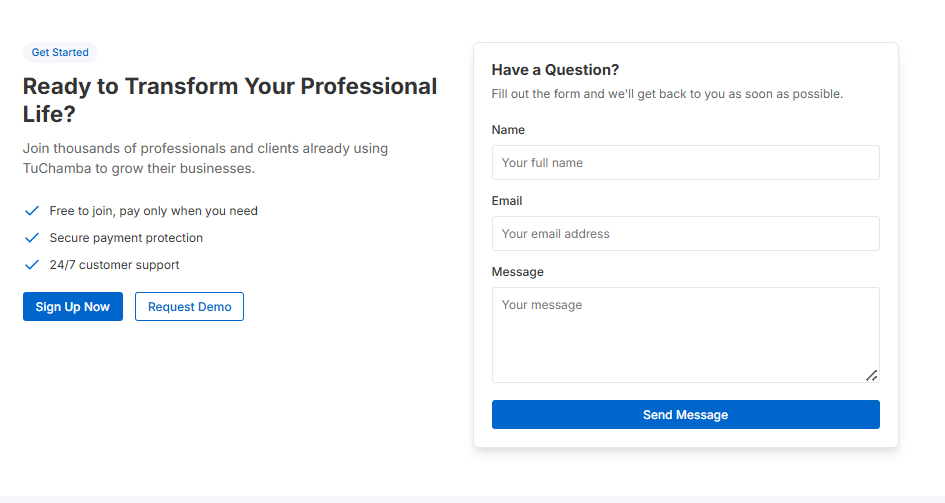 Get Started
Ready to Transform Your Professional
Life?
Join thousands of professionals and clients already using
TuChamba to grow their businesses.
Free to join, pay only when you need
Secure payment protection
24/7 customer support
Sign Up Now
Request Demo
Have a Question?
Fill out the form and we'll get back to you as soon as possible.
Name
Your full name
Email
Your email address
Message
Your message
Send Message